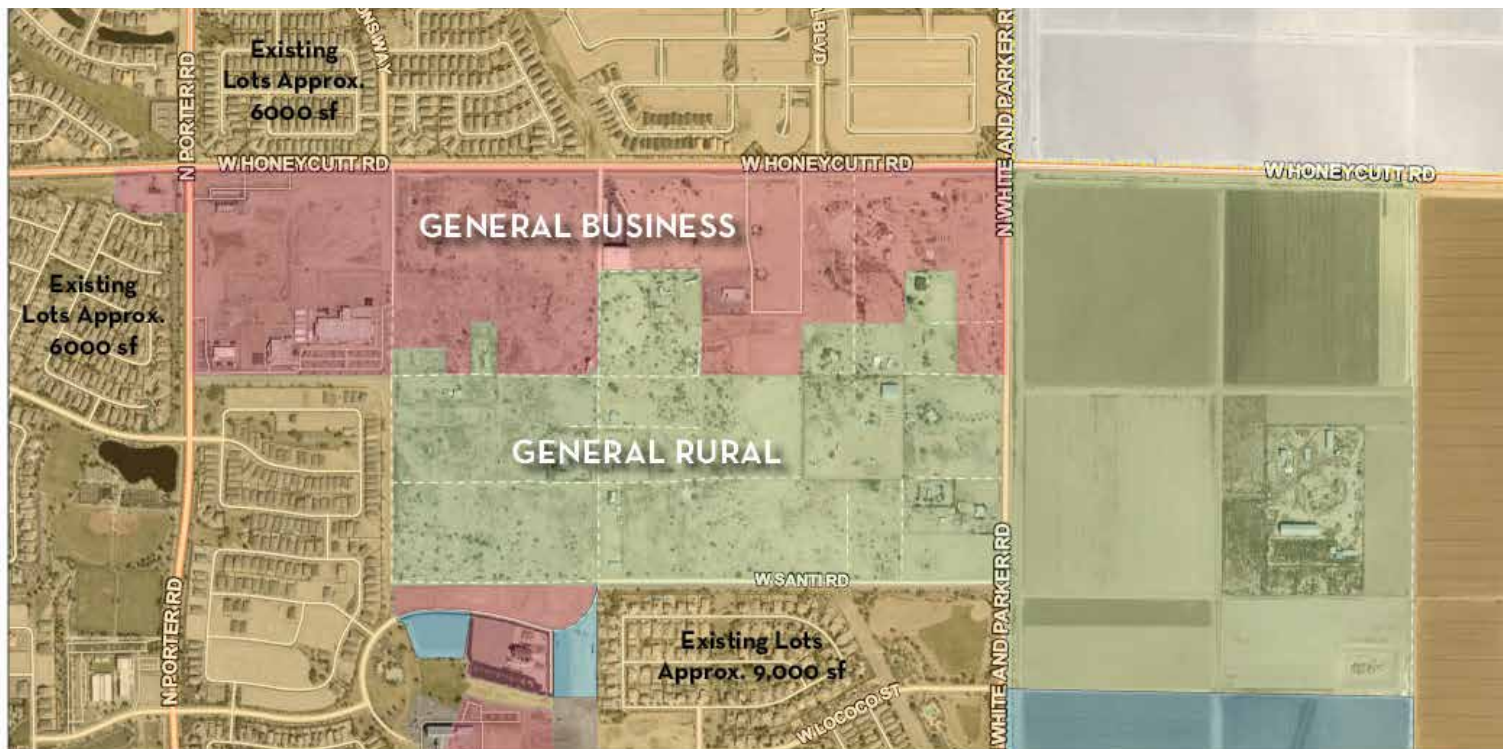 Existing
Lots Approx.
6000 sf
N PORTER RD
W HONEYCUTT RD
W HONEYCUTT RD
N WHITE AND PARKER RD
W HONEYCUTT RD
GENERAL BUSINESS
Existing
Lots Approx.
6000 sf
GENERAL RURAL
W SANTI RD
N PORTER RD
Existing Lots
Approx. 9,000 sf
W LOCOCO ST
WHITE AND PARKER RD